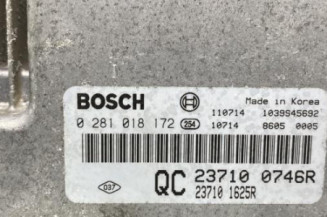 BOSCH
Made in Korea
110714 1039S45692
0 281 018 172 254 10714 8605 0005
QC 23710 0746R
037 23710 1625R